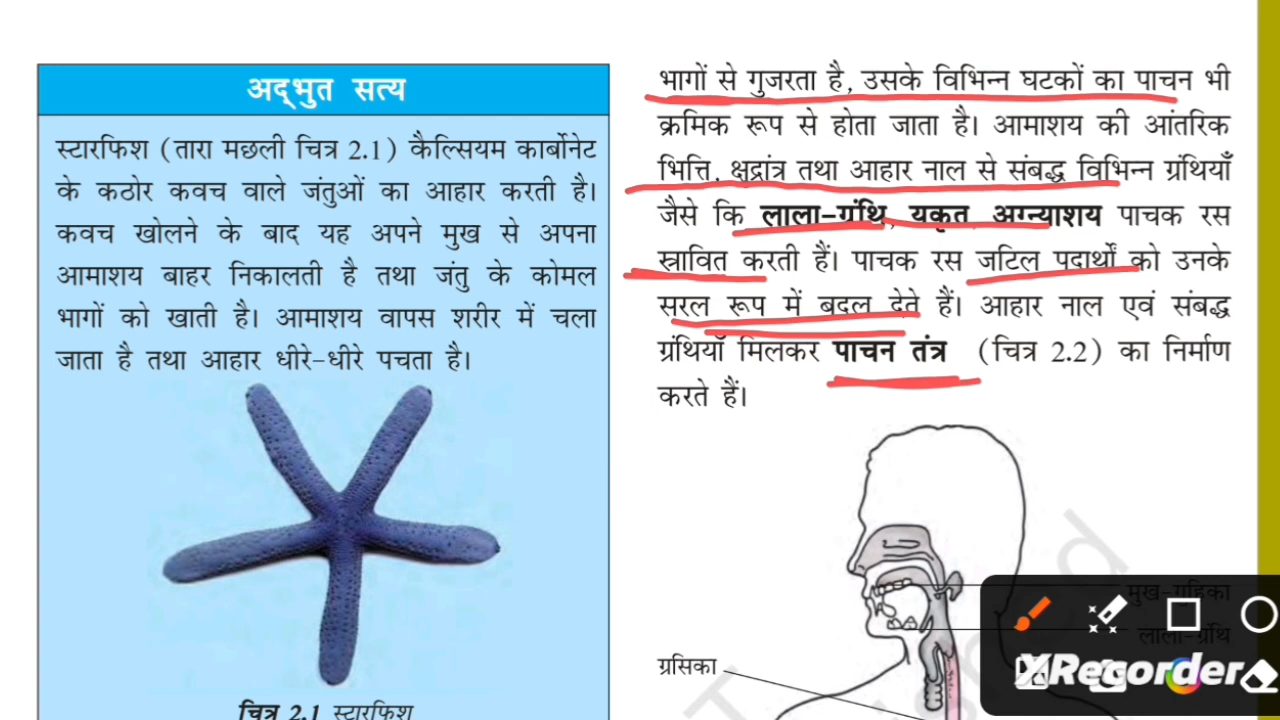 अद्भुत सत्य
स्टारफिश (तारा मछली चित्र 2.1) कैल्सियम कार्बोनेट
के कठोर कवच वाले जंतुओं का आहार करती है।
कवच खोलने के बाद यह अपने मुख से अपना
आमाशय बाहर निकालती है तथा जंतु के कोमल
भागों को खाती है। आमाशय वापस शरीर में चला
जाता है तथा आहार धीरे-धीरे पचता है।
चित्र 2.1 स्टारफिश
भागों से गुजरता है, उसके विभिन्न घटकों का पाचन भी
क्रमिक रूप से होता जाता है। आमाशय की आंतरिक
भित्ति, क्षद्रांत्र तथा आहार नाल से संबद्ध विभिन्न ग्रंथियाँ
जैसे कि लाला-ग्रंथि, यकृत, अग्न्याशय पाचक रस
स्रावित करती हैं। पाचक रस जटिल पदार्थों को उनके
सरल रूप में बदल देते हैं। आहार नाल एवं संबद्ध
ग्रंथियाँ मिलकर पाचन तंत्र (चित्र 2.2) का निर्माण
करते हैं।
मुख-गुहिका
लाला-ग्रंथि
ग्रसिका
XRecorder